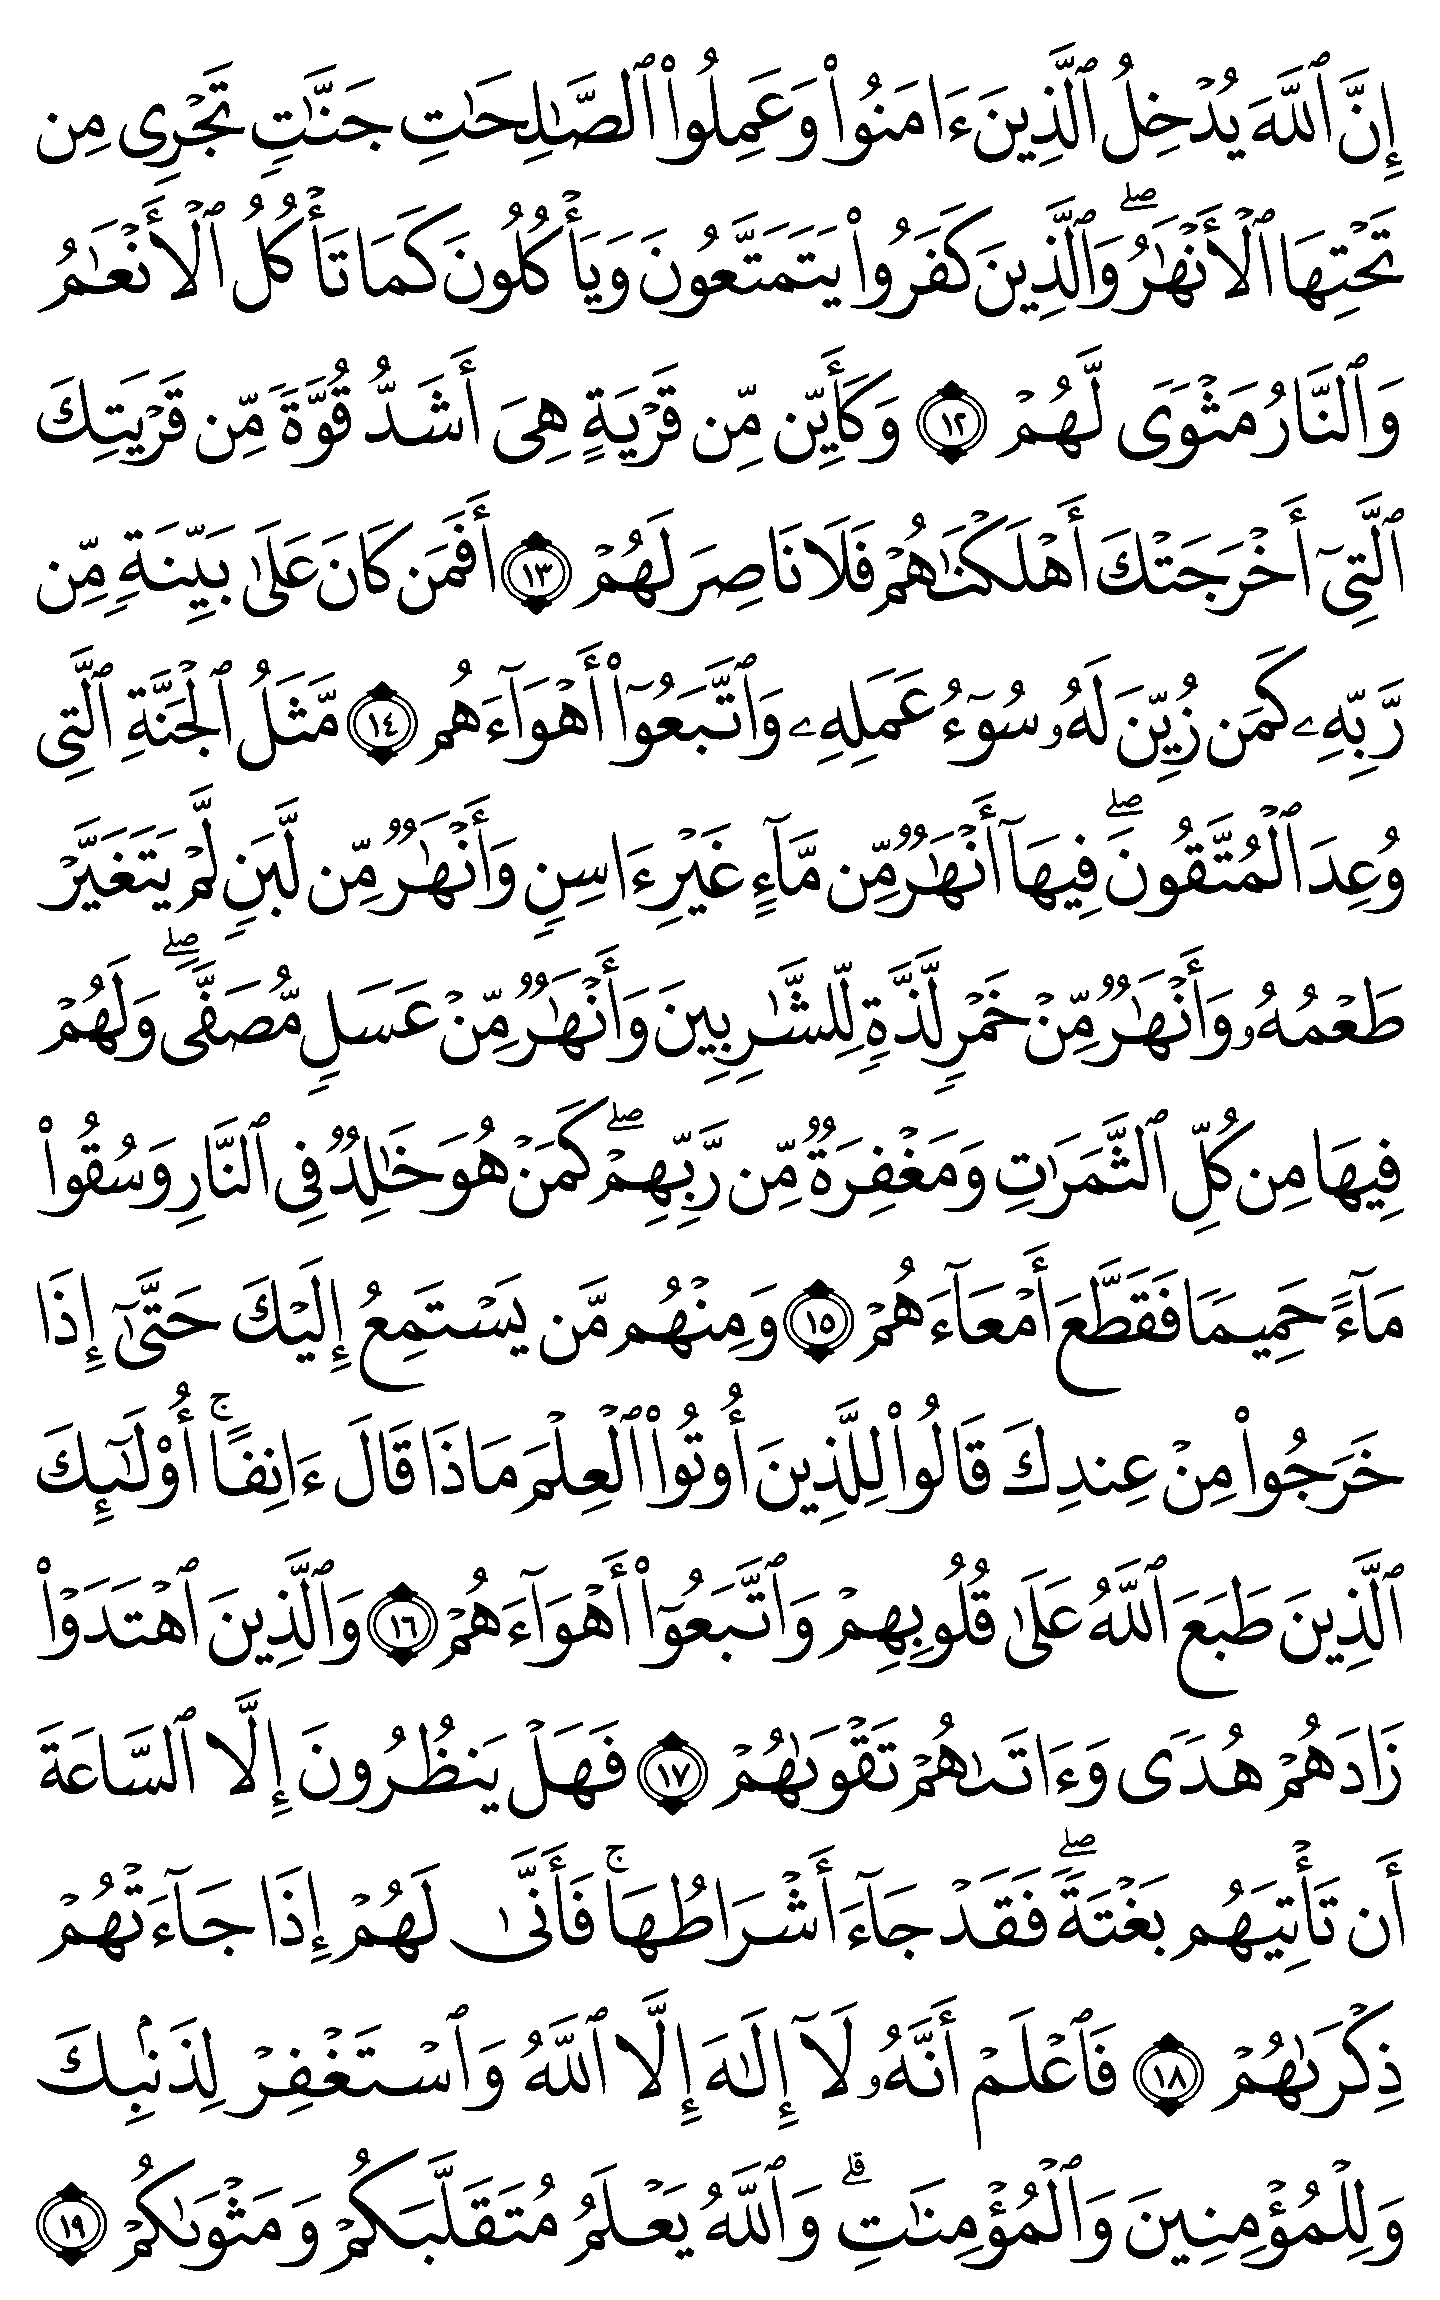 إِنَّ ٱللَّهَ يُدْخِلُ ٱلَّذِينَ ءَامَنُوا۟ وَعَمِلُوا۟ ٱلصَّـٰلِحَـٰتِ جَنَّـٰتٍ تَجْرِى مِن
تَحْتِهَا ٱلْأَنْهَـٰرُ ۖ وَٱلَّذِينَ كَفَرُوا۟ يَتَمَتَّعُونَ وَيَأْكُلُونَ كَمَا تَأْكُلُ ٱلْأَنْعَـٰمُ
وَٱلنَّارُ مَثْوًى لَّهُمْ ١٢ وَكَأَيِّن مِّن قَرْيَةٍ هِىَ أَشَدُّ قُوَّةً مِّن قَرْيَتِكَ
ٱلَّتِىٓ أَخْرَجَتْكَ أَهْلَكْنَـٰهُمْ فَلَا نَاصِرَ لَهُمْ ١٣ أَفَمَن كَانَ عَلَىٰ بَيِّنَةٍ مِّن
رَّبِّهِۦ كَمَن زُيِّنَ لَهُۥ سُوٓءُ عَمَلِهِۦ وَٱتَّبَعُوٓا۟ أَهْوَآءَهُم ١٤ مَّثَلُ ٱلْجَنَّةِ ٱلَّتِى
وُعِدَ ٱلْمُتَّقُونَ ۖ فِيهَآ أَنْهَـٰرٌ مِّن مَّآءٍ غَيْرِ ءَاسِنٍ وَأَنْهَـٰرٌ مِّن لَّبَنٍ لَّمْ يَتَغَيَّرْ
طَعْمُهُۥ وَأَنْهَـٰرٌ مِّنْ خَمْرٍ لَّذَّةٍ لِّلشَّـٰرِبِينَ وَأَنْهَـٰرٌ مِّنْ عَسَلٍ مُّصَفًّى ۖ وَلَهُمْ
فِيهَا مِن كُلِّ ٱلثَّمَرَٰتِ وَمَغْفِرَةٌ مِّن رَّبِّهِمْ ۖ كَمَنْ هُوَ خَـٰلِدٌ فِى ٱلنَّارِ وَسُقُوا۟
مَآءً حَمِيمًا فَقَطَّعَ أَمْعَآءَهُمْ ١٥ وَمِنْهُم مَّن يَسْتَمِعُ إِلَيْكَ حَتَّىٰٓ إِذَا
خَرَجُوا۟ مِنْ عِندِكَ قَالُوا۟ لِلَّذِينَ أُوتُوا۟ ٱلْعِلْمَ مَاذَا قَالَ ءَانِفًا ۚ أُو۟لَـٰٓئِكَ
ٱلَّذِينَ طَبَعَ ٱللَّهُ عَلَىٰ قُلُوبِهِمْ وَٱتَّبَعُوٓا۟ أَهْوَآءَهُمْ ١٦ وَٱلَّذِينَ ٱهْتَدَوْا۟
زَادَهُمْ هُدًى وَءَاتَىٰهُمْ تَقْوَىٰهُمْ ١٧ فَهَلْ يَنظُرُونَ إِلَّا ٱلسَّاعَةَ
أَن تَأْتِيَهُم بَغْتَةً ۖ فَقَدْ جَآءَ أَشْرَاطُهَا ۚ فَأَنَّىٰ لَهُمْ إِذَا جَآءَتْهُمْ
ذِكْرَىٰهُمْ ١٨ فَٱعْلَمْ أَنَّهُۥ لَآ إِلَـٰهَ إِلَّا ٱللَّهُ وَٱسْتَغْفِرْ لِذَنۢبِكَ
وَلِلْمُؤْمِنِينَ وَٱلْمُؤْمِنَـٰتِ ۗ وَٱللَّهُ يَعْلَمُ مُتَقَلَّبَكُمْ وَمَثْوَىٰكُمْ ١٩